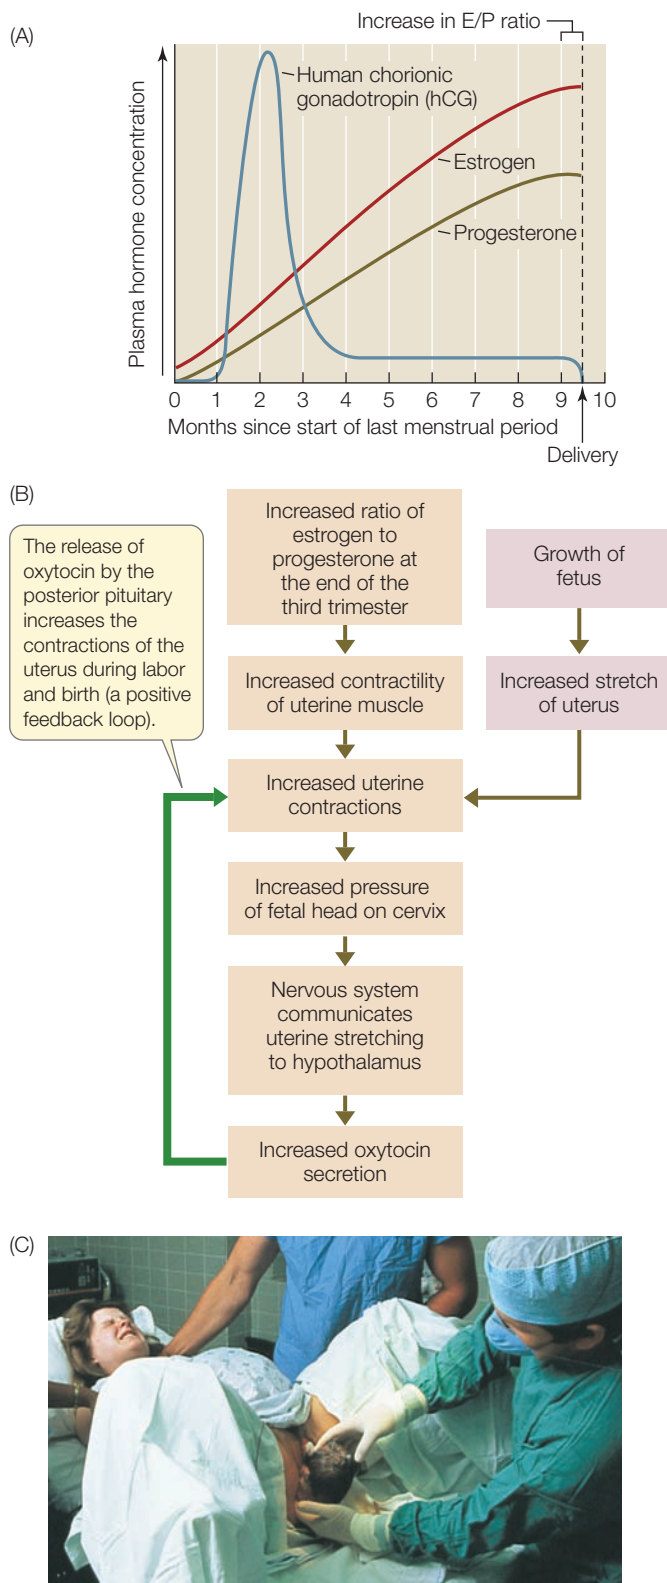 (A)
Increase in E/P ratio
Human chorionic
gonadotropin (hCG)
Estrogen
Progesterone
Plasma hormone concentration
0 1 2 3 4 5 6 7 8 9 10
Months since start of last menstrual period
Delivery
(B)
The release of
oxytocin by the
posterior pituitary
increases the
contractions of the
uterus during labor
and birth (a positive
feedback loop).
Increased ratio of
estrogen to
progesterone at
the end of the
third trimester
Growth of
fetus
Increased contractility
of uterine muscle
Increased stretch
of uterus
Increased uterine
contractions
Increased pressure
of fetal head on cervix
Nervous system
communicates
uterine stretching
to hypothalamus
Increased oxytocin
secretion
(C)